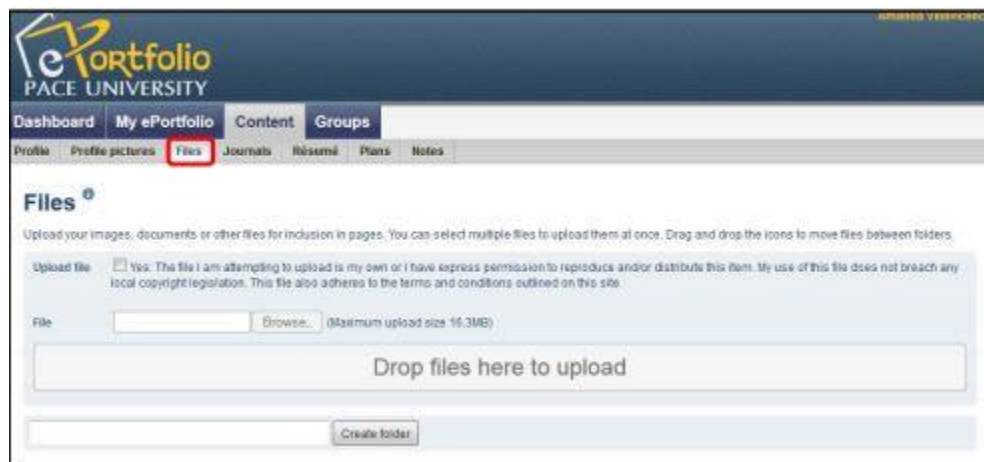 ePortfolio
PACE UNIVERSITY
Dashboard My ePortfolio Content Groups
Profile Profile pictures Files Journals Résumé Plans Notes
Files
Upload your images, documents or other files for inclusion in pages. You can select multiple files to upload them at once. Drag and drop the icons to move files between folders.
Upload file Yes: The file I am attempting to upload is my own or I have express permission to reproduce and/or distribute this item. My use of this file does not breach any
local copyright legislation. This file also adheres to the terms and conditions outlined on this site.
File Browse.. (Maximum upload size 16.3MB)
Drop files here to upload
Create folder